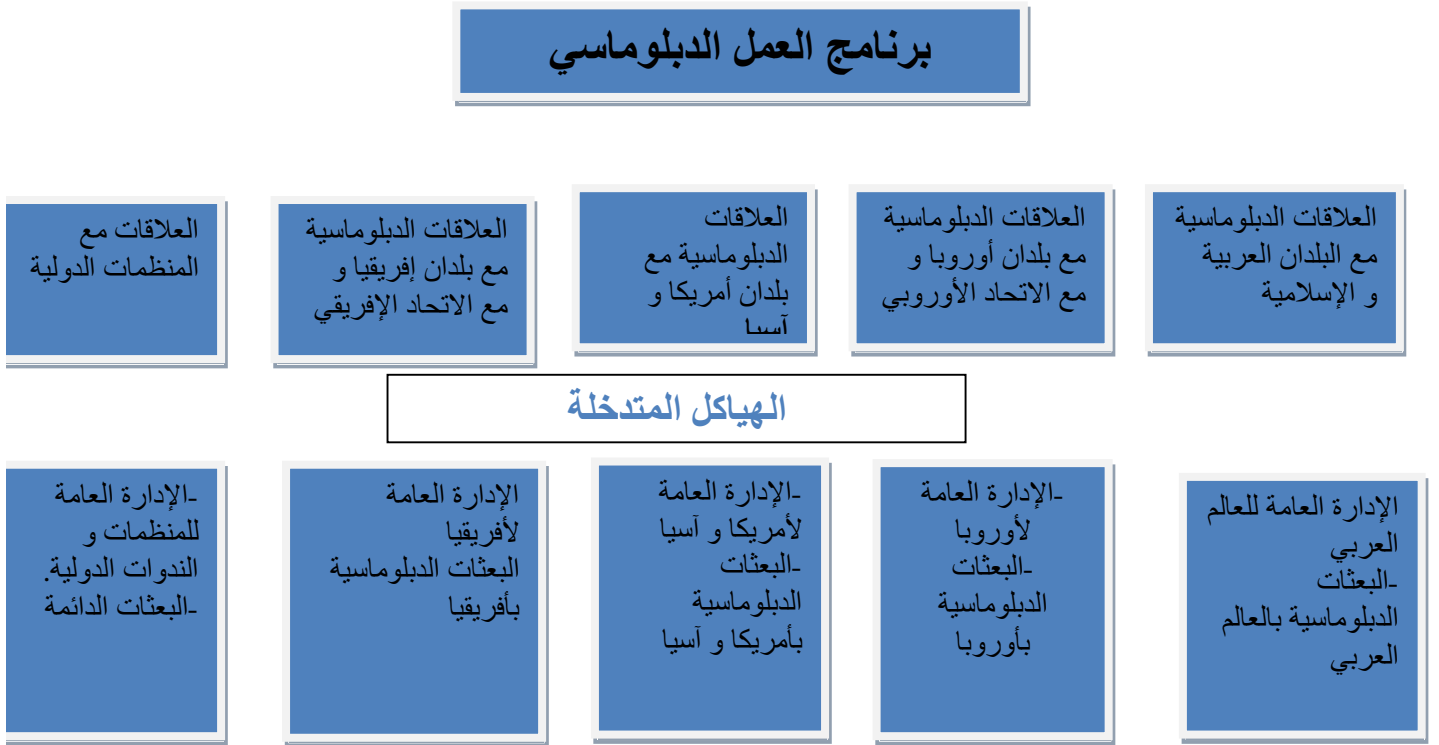 برنامج العمل الدبلوماسي
العلاقات الدبلوماسية
مع البلدان العربية
و الإسلامية
العلاقات الدبلوماسية
مع بلدان أوروبا و
مع الاتحاد الأوروبي
العلاقات
الدبلوماسية مع
بلدان أمريكا و
آسيا
العلاقات الدبلوماسية
مع بلدان إفريقيا و
مع الاتحاد الإفريقي
العلاقات مع
المنظمات الدولية
الهياكل المتدخلة
الإدارة العامة للعالم
العربي
-البعثات
الدبلوماسية بالعالم
العربي
-الإدارة العامة
لأوروبا
-البعثات
الدبلوماسية
بأوروبا
-الإدارة العامة
لأمريكا و آسيا
-البعثات
الدبلوماسية
بأمريكا و آسيا
الإدارة العامة
لأفريقيا
البعثات الدبلوماسية
بأفريقيا
-الإدارة العامة
للمنظمات و
الندوات الدولية.
-البعثات الدائمة